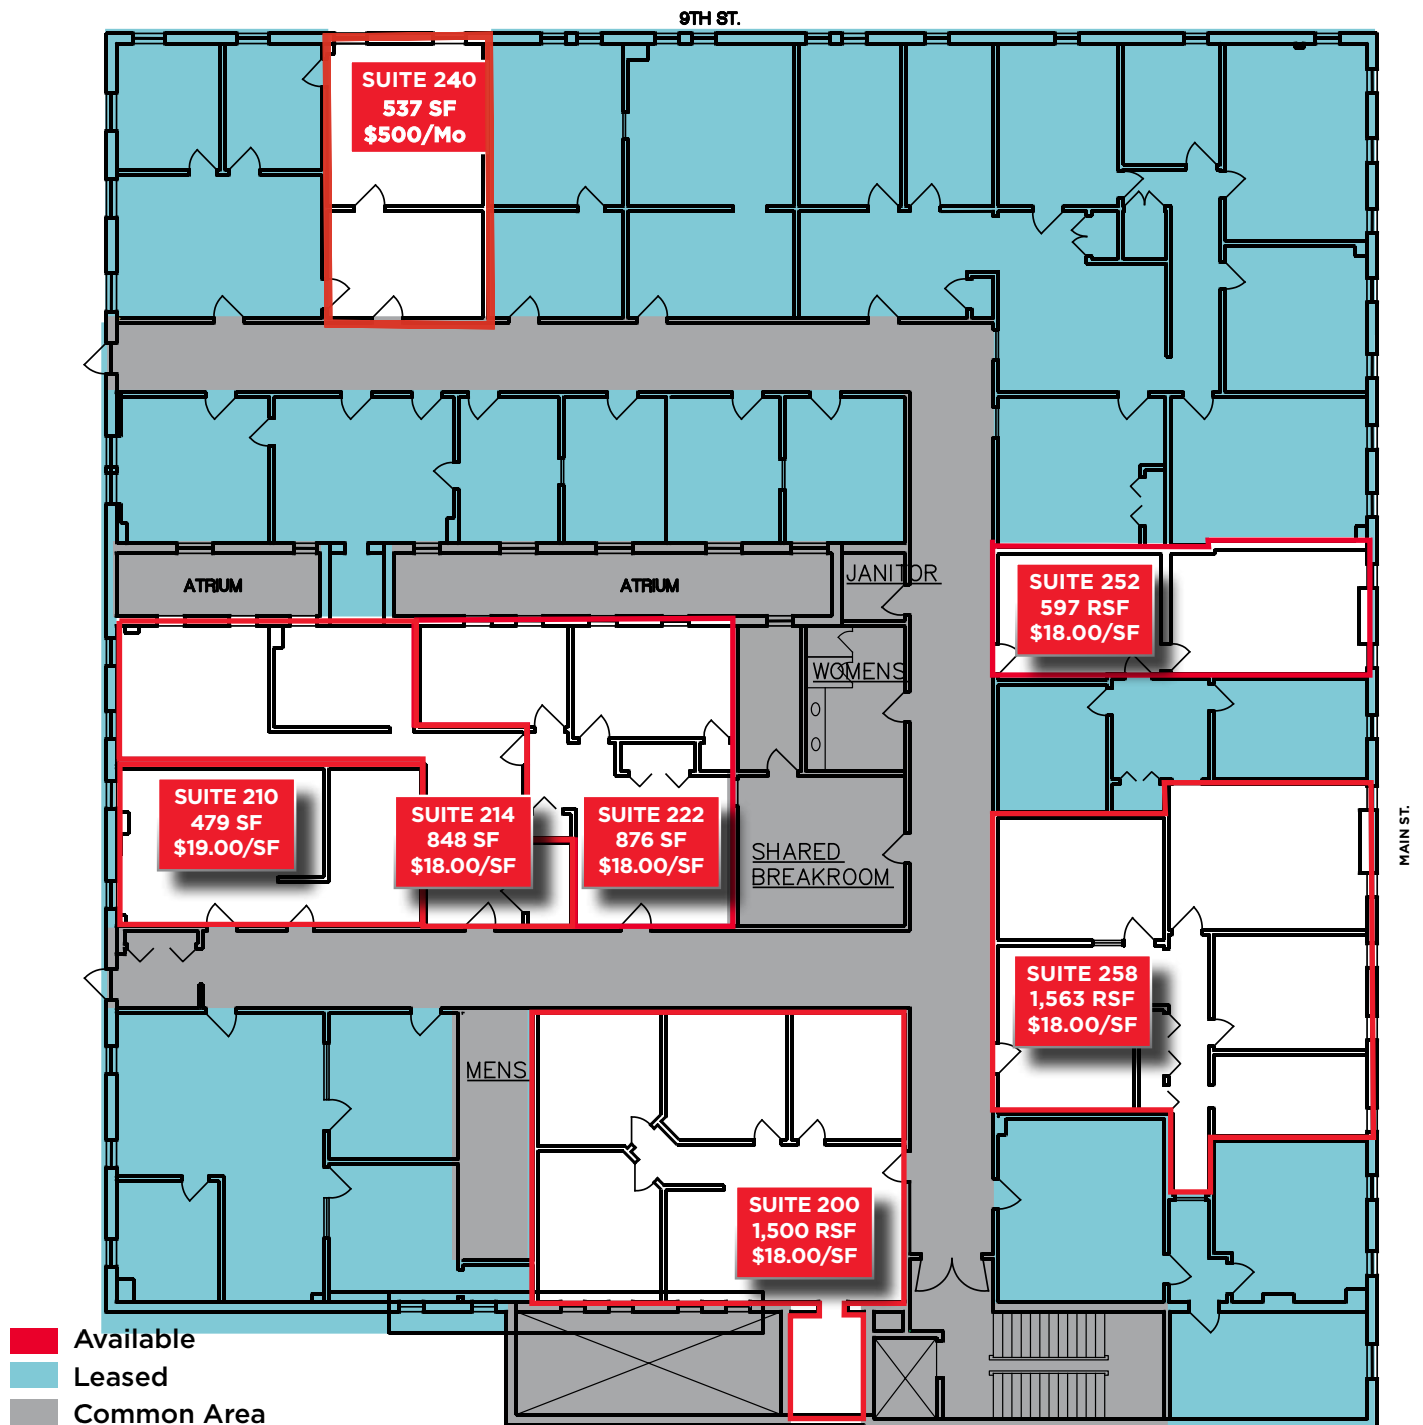 9TH ST.
SUITE 240
537 SF
$500/Mo
ATRIUM
ATRIUM
JANITOR
SUITE 252
597 RSF
$18.00/SF
WOMENS
SUITE 210
479 SF
$19.00/SF
SUITE 214
848 SF
$18.00/SF
SUITE 222
876 SF
$18.00/SF
SHARED
BREAKROOM
MAIN ST.
SUITE 258
1,563 RSF
$18.00/SF
MENS
SUITE 200
1,500 RSF
$18.00/SF
Available
Leased
Common Area